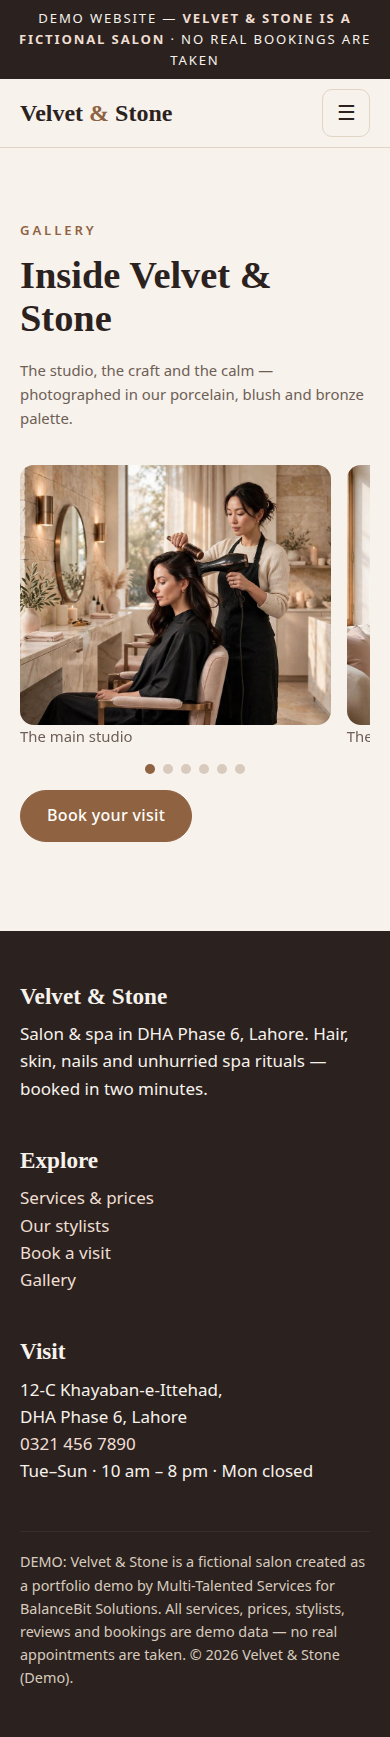 DEMO WEBSITE — VELVET & STONE IS A
FICTIONAL SALON · NO REAL BOOKINGS ARE
TAKEN
Velvet & Stone
☰
GALLERY
Inside Velvet &
Stone
The studio, the craft and the calm —
photographed in our porcelain, blush and bronze
palette.
The main studio
The
Book your visit
Velvet & Stone
Salon & spa in DHA Phase 6, Lahore. Hair,
skin, nails and unhurried spa rituals —
booked in two minutes.
Explore
Services & prices
Our stylists
Book a visit
Gallery
Visit
12-C Khayaban-e-Ittehad,
DHA Phase 6, Lahore
0321 456 7890
Tue–Sun · 10 am – 8 pm · Mon closed
DEMO: Velvet & Stone is a fictional salon created as
a portfolio demo by Multi-Talented Services for
BalanceBit Solutions. All services, prices, stylists,
reviews and bookings are demo data — no real
appointments are taken. © 2026 Velvet & Stone
(Demo).